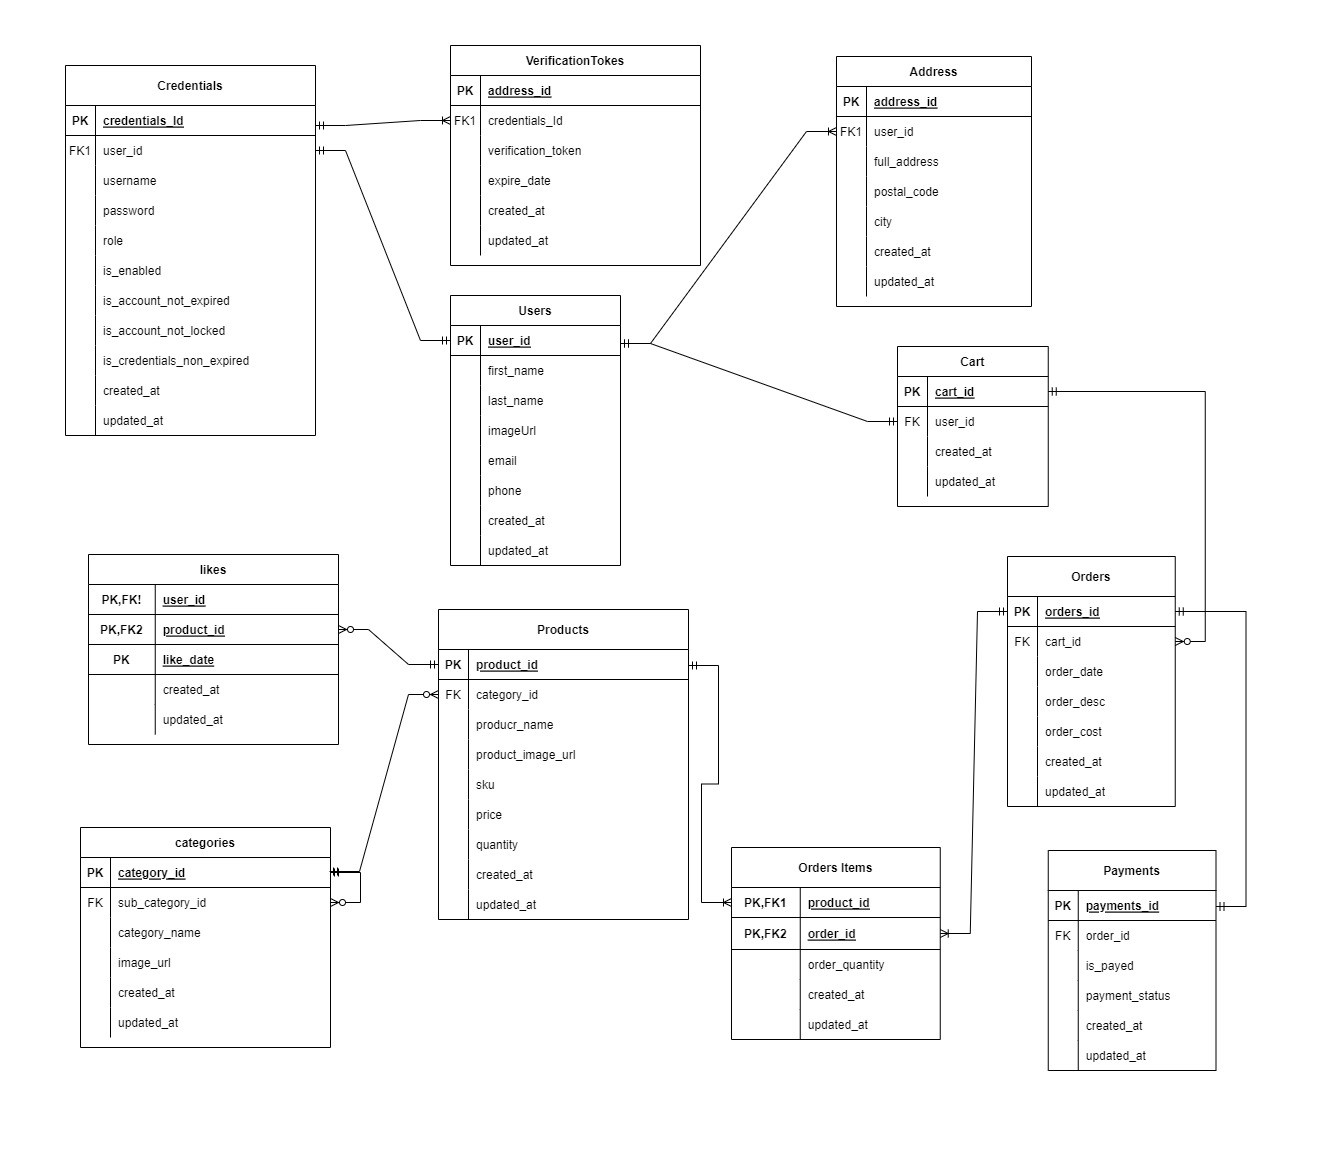 Credentials
PK credentials_Id
FK1 user_id
username
password
role
is_enabled
is_account_not_expired
is_account_not_locked
is_credentials_non_expired
created_at
updated_at
VerificationTokes
PK address_id
FK1 credentials_Id
verification_token
expire_date
created_at
updated_at
Address
PK address_id
FK1 user_id
full_address
postal_code
city
created_at
updated_at
Users
PK user_id
first_name
last_name
imageUrl
email
phone
created_at
updated_at
Cart
PK cart_id
FK user_id
created_at
updated_at
likes
PK,FK! user_id
PK,FK2 product_id
PK like_date
created_at
updated_at
Products
PK product_id
FK category_id
producr_name
product_image_url
sku
price
quantity
created_at
updated_at
Orders
PK orders_id
FK cart_id
order_date
order_desc
order_cost
created_at
updated_at
categories
PK category_id
FK sub_category_id
category_name
image_url
created_at
updated_at
Orders Items
PK,FK1 product_id
PK,FK2 order_id
order_quantity
created_at
updated_at
Payments
PK payments_id
FK order_id
is_payed
payment_status
created_at
updated_at